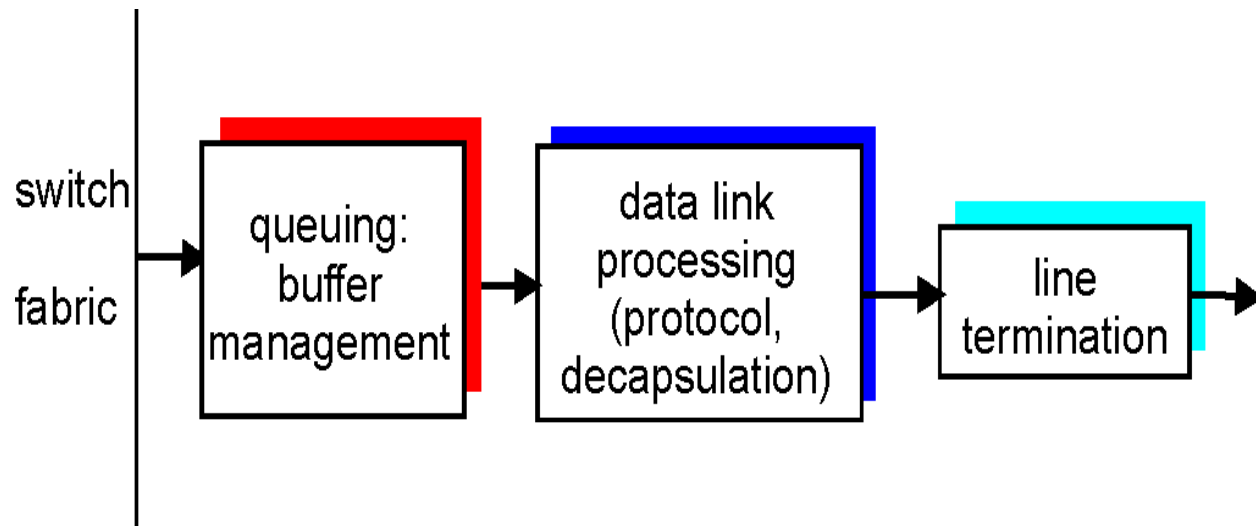 switch
fabric
queuing:
buffer
management
data link
processing
(protocol,
decapsulation)
line
termination